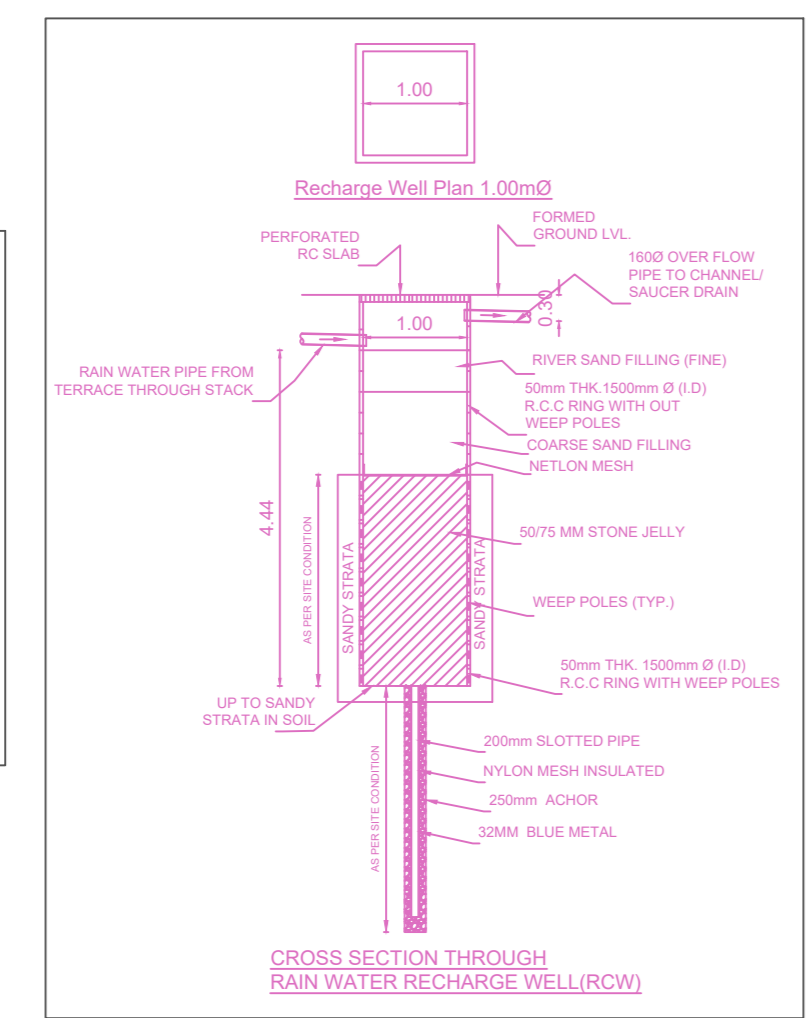 1.00
Recharge Well Plan 1.00mØ
FORMED
GROUND LVL.
PERFORATED
RC SLAB
160Ø OVER FLOW
PIPE TO CHANNEL/
SAUCER DRAIN
0.30
1.00
RAIN WATER PIPE FROM
TERRACE THROUGH STACK
RIVER SAND FILLING (FINE)
50mm THK.1500mm Ø (I.D)
R.C.C RING WITH OUT
WEEP POLES
COARSE SAND FILLING
NETLON MESH
4.44
AS PER SITE CONDITION
SANDY STRATA
SANDY STRATA
50/75 MM STONE JELLY
WEEP POLES (TYP.)
50mm THK. 1500mm Ø (I.D)
R.C.C RING WITH WEEP POLES
UP TO SANDY
STRATA IN SOIL
AS PER SITE CONDITION
200mm SLOTTED PIPE
NYLON MESH INSULATED
250mm ACHOR
32MM BLUE METAL
CROSS SECTION THROUGH
RAIN WATER RECHARGE WELL(RCW)